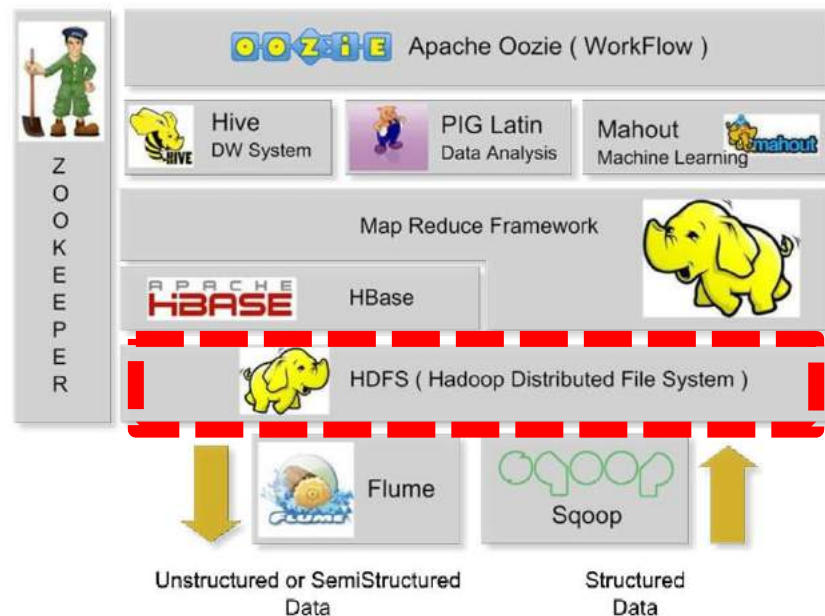 OOZiE Apache Oozie ( WorkFlow )
Hive
DW System
HIVE
PIG Latin
Data Analysis
Mahout
Machine Learning
mahout
Z
O
O
K
E
E
P
E
R
Map Reduce Framework
APACHE
HBASE
HBase
HDFS ( Hadoop Distributed File System )
FLUME
Flume
sqoop
Sqoop
Unstructured or SemiStructured
Data
Structured
Data